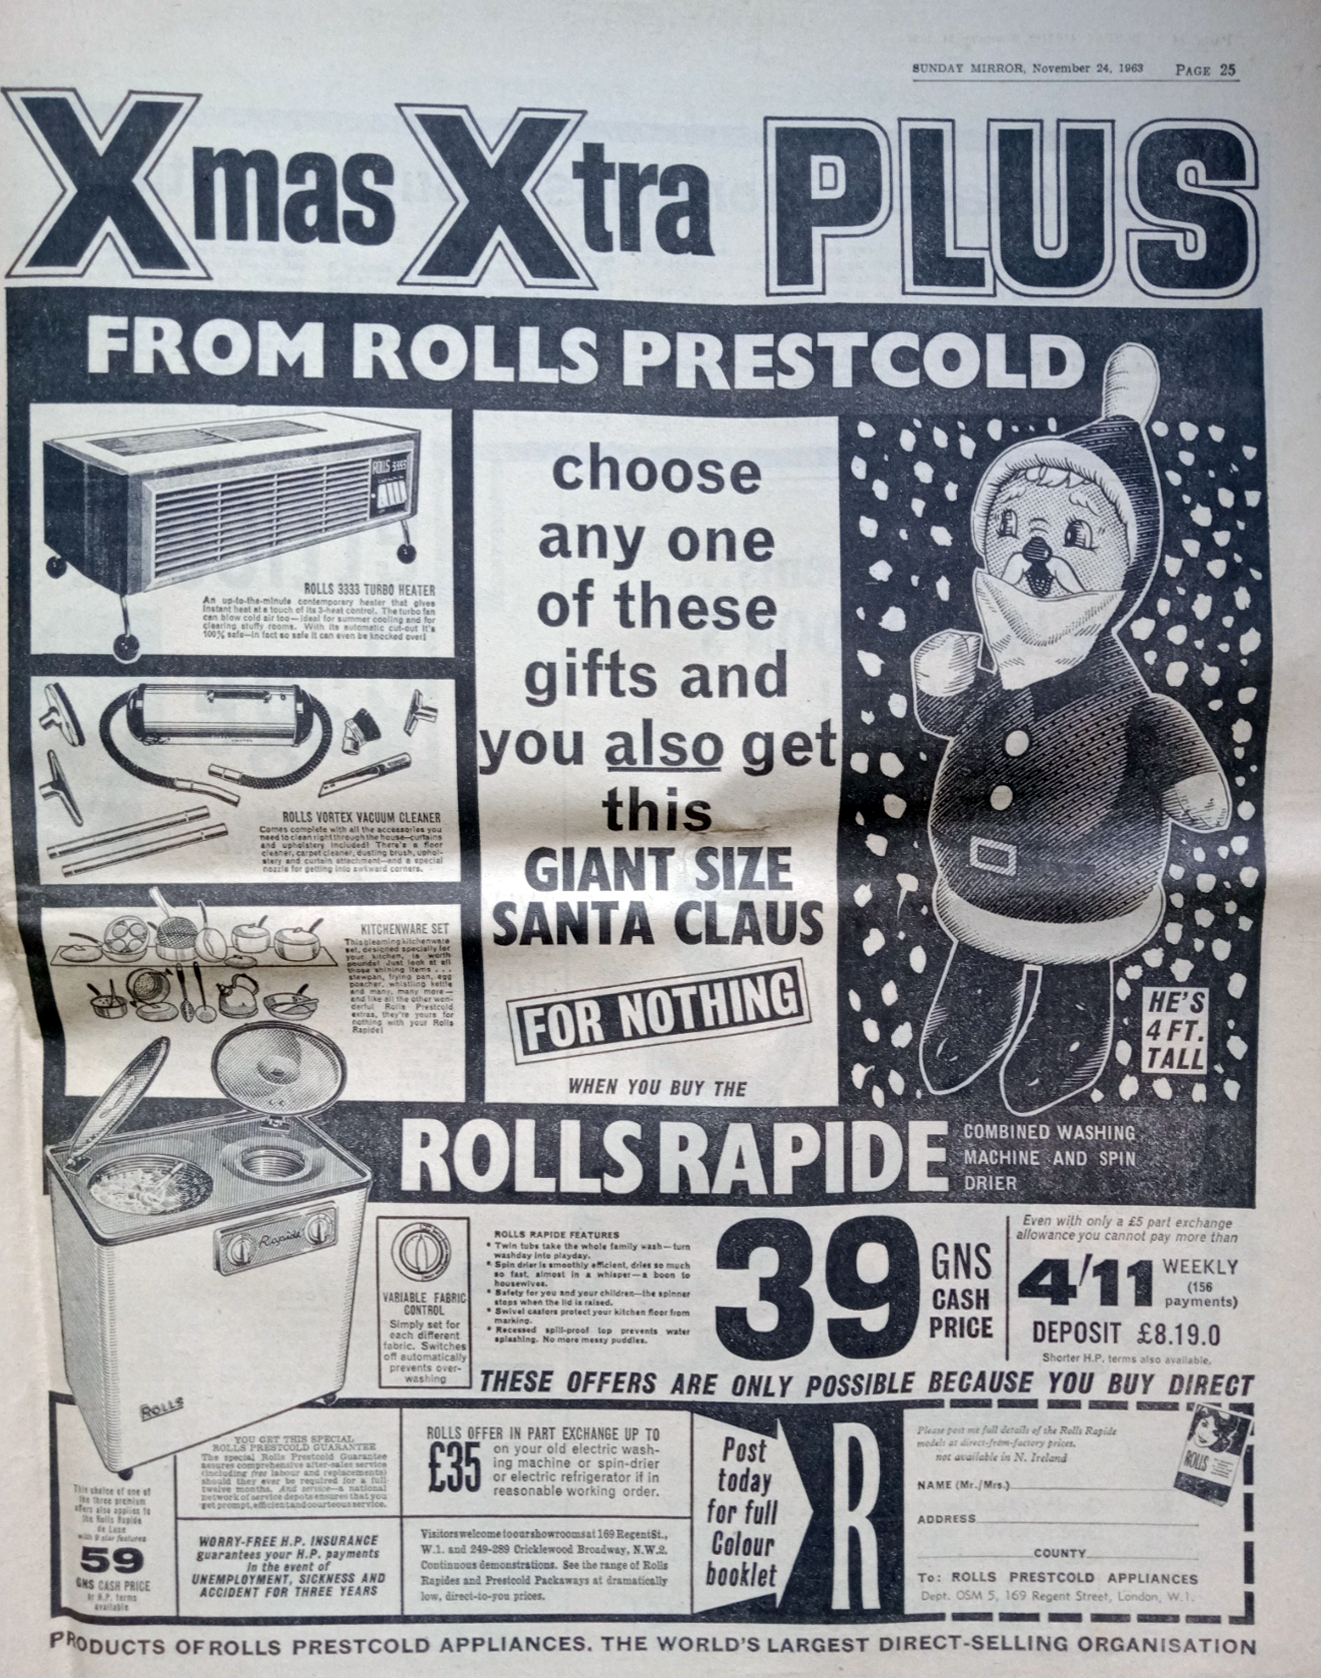 SUNDAY MIRROR, November 24, 1963 PAGE 25
Xmas Xtra PLUS
FROM ROLLS PRESTCOLD
ROLLS 3333
ROLLS 3333 TURBO HEATER
An up-to-the-minute contemporary heater that gives
instant heat at a touch of its 3-heat control. The turbo fan
can blow cold air too—ideal for summer cooling and for
clearing stuffy rooms. With its automatic cut-out it's
100% safe—in fact so safe it can even be knocked over!
ROLLS VORTEX VACUUM CLEANER
Comes complete with all the accessories you
need to clean right through the house—curtains
and upholstery included! There's a floor
cleaner, carpet cleaner, dusting brush, uphol-
stery and curtain attachment—and a special
nozzle for getting into awkward corners.
KITCHENWARE SET
This gleaming kitchenware
set, designed specially for
your kitchen, is worth
pounds! Just look at all
those shining items . . .
stewpan, frying pan, egg
poacher, whistling kettle
and many, many more—
and like all the other won-
derful Rolls Prestcold
extras, they're yours for
nothing with your Rolls
Rapide!
choose
any one
of these
gifts and
you also get
this
GIANT SIZE
SANTA CLAUS
FOR NOTHING
WHEN YOU BUY THE
HE'S
4 FT.
TALL
ROLLS RAPIDE
COMBINED WASHING
MACHINE AND SPIN
DRIER
Rapide
ROLLS
VARIABLE FABRIC
CONTROL
Simply set for
each different
fabric. Switches
off automatically
prevents over-
washing
ROLLS RAPIDE FEATURES
* Twin tubs take the whole family wash—turn
washday into playday.
* Spin drier is smoothly efficient, dries so much
so fast, almost in a whisper—a boon to
housewives.
* Safety for you and your children—the spinner
stops when the lid is raised.
* Swivel castors protect your kitchen floor from
marking.
* Recessed spill-proof top prevents water
splashing. No more messy puddles.
39
GNS
CASH
PRICE
Even with only a £5 part exchange
allowance you cannot pay more than
4/11 WEEKLY
(156
payments)
DEPOSIT £8.19.0
Shorter H.P. terms also available.
THESE OFFERS ARE ONLY POSSIBLE BECAUSE YOU BUY DIRECT
This choice of one of
the three premium
offers also applies to
the Rolls Rapide
de Luxe
with 9 star features
59
GNS CASH PRICE
or H.P. terms
available
YOU GET THIS SPECIAL
ROLLS PRESTCOLD GUARANTEE
The special Rolls Prestcold Guarantee
assures comprehensive after-sales service
(including free labour and replacements)
should they ever be required for a full
twelve months. And service—a national
network of service depots ensures that you
get prompt, efficient and courteous service.
WORRY-FREE H.P. INSURANCE
guarantees your H.P. payments
in the event of
UNEMPLOYMENT, SICKNESS AND
ACCIDENT FOR THREE YEARS
ROLLS OFFER IN PART EXCHANGE UP TO
£35
on your old electric wash-
ing machine or spin-drier
or electric refrigerator if in
reasonable working order.
Visitors welcome to our showrooms at 169 Regent St.,
W.1. and 249-289 Cricklewood Broadway, N.W.2.
Continuous demonstrations. See the range of Rolls
Rapides and Prestcold Packaways at dramatically
low, direct-to-you prices.
Post
today
for full
Colour
booklet
R
Please post me full details of the Rolls Rapide
models at direct-from-factory prices.
not available in N. Ireland
ROLLS
NAME (Mr./Mrs.)
ADDRESS
COUNTY
To: ROLLS PRESTCOLD APPLIANCES
Dept. OSM 5, 169 Regent Street, London, W.1.
PRODUCTS OF ROLLS PRESTCOLD APPLIANCES. THE WORLD'S LARGEST DIRECT-SELLING ORGANISATION